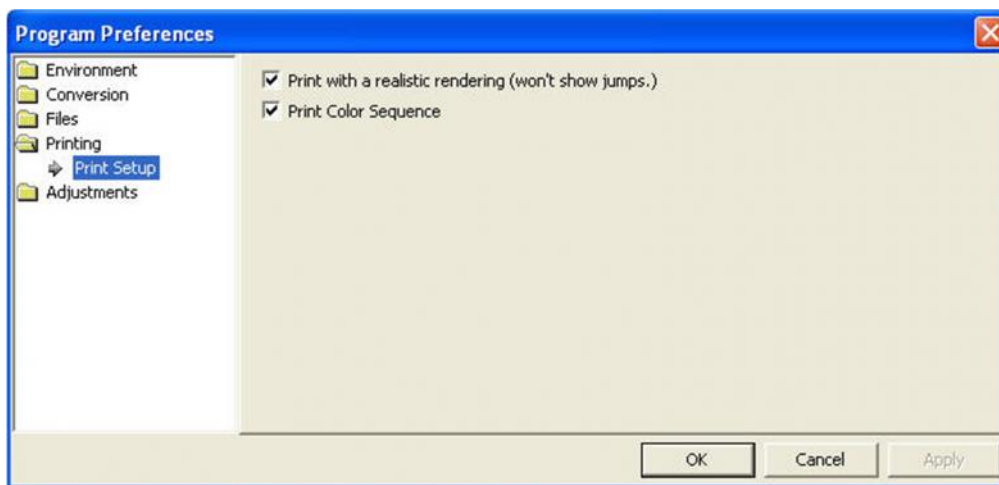 Program Preferences
Environment
Conversion
Files
Printing
Print Setup
Adjustments
Print with a realistic rendering (won't show jumps.)
Print Color Sequence
OK
Cancel
Apply